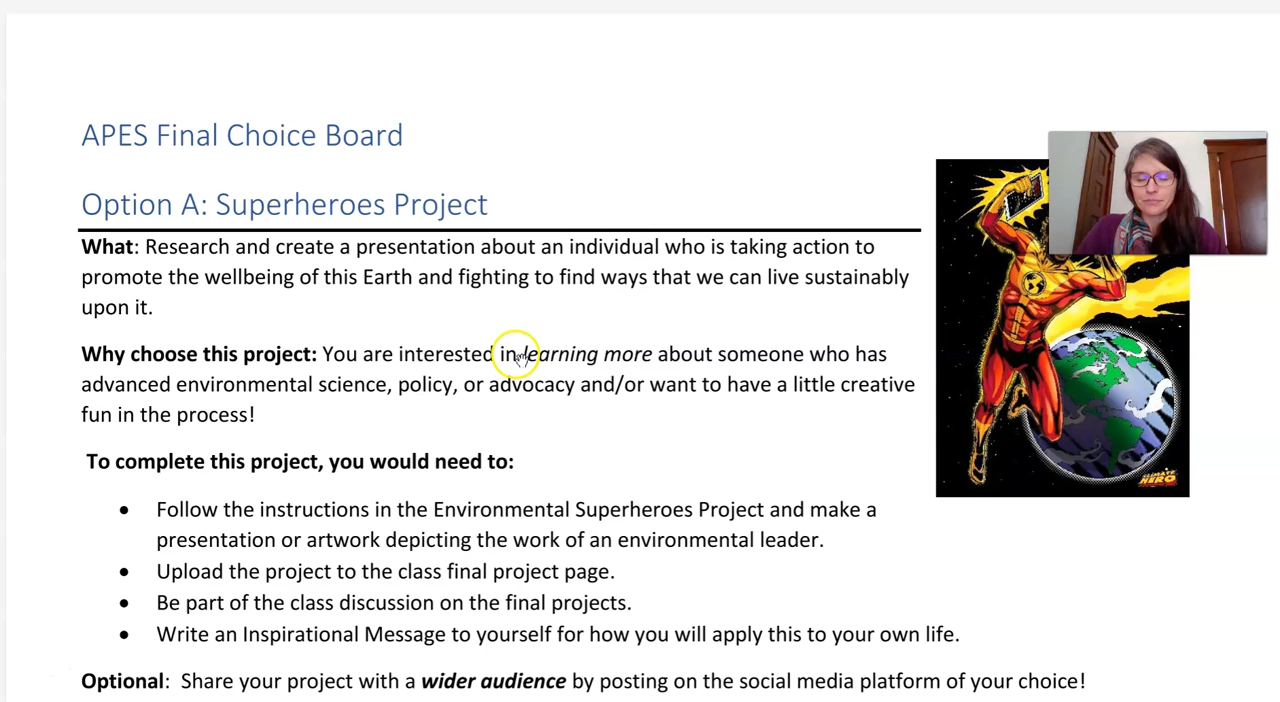 APES Final Choice Board
Option A: Superheroes Project
What: Research and create a presentation about an individual who is taking action to
promote the wellbeing of this Earth and fighting to find ways that we can live sustainably
upon it.
Why choose this project: You are interested in learning more about someone who has
advanced environmental science, policy, or advocacy and/or want to have a little creative
fun in the process!
To complete this project, you would need to:
• Follow the instructions in the Environmental Superheroes Project and make a
presentation or artwork depicting the work of an environmental leader.
• Upload the project to the class final project page.
• Be part of the class discussion on the final projects.
• Write an Inspirational Message to yourself for how you will apply this to your own life.
Optional: Share your project with a wider audience by posting on the social media platform of your choice!
CLIMATE
HERO